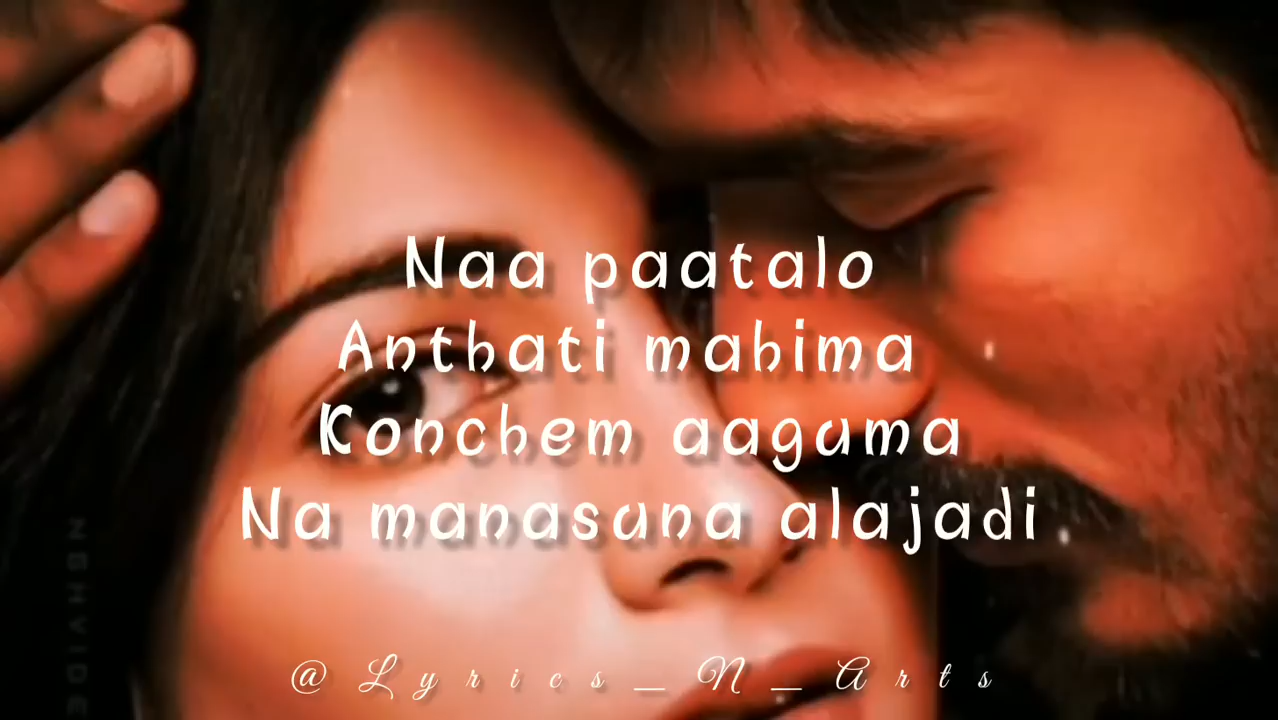 Naa paatalo
Anthati mahima
Konchem aaguma
Na manasuna alajadi
@Lyrics_N_Arts